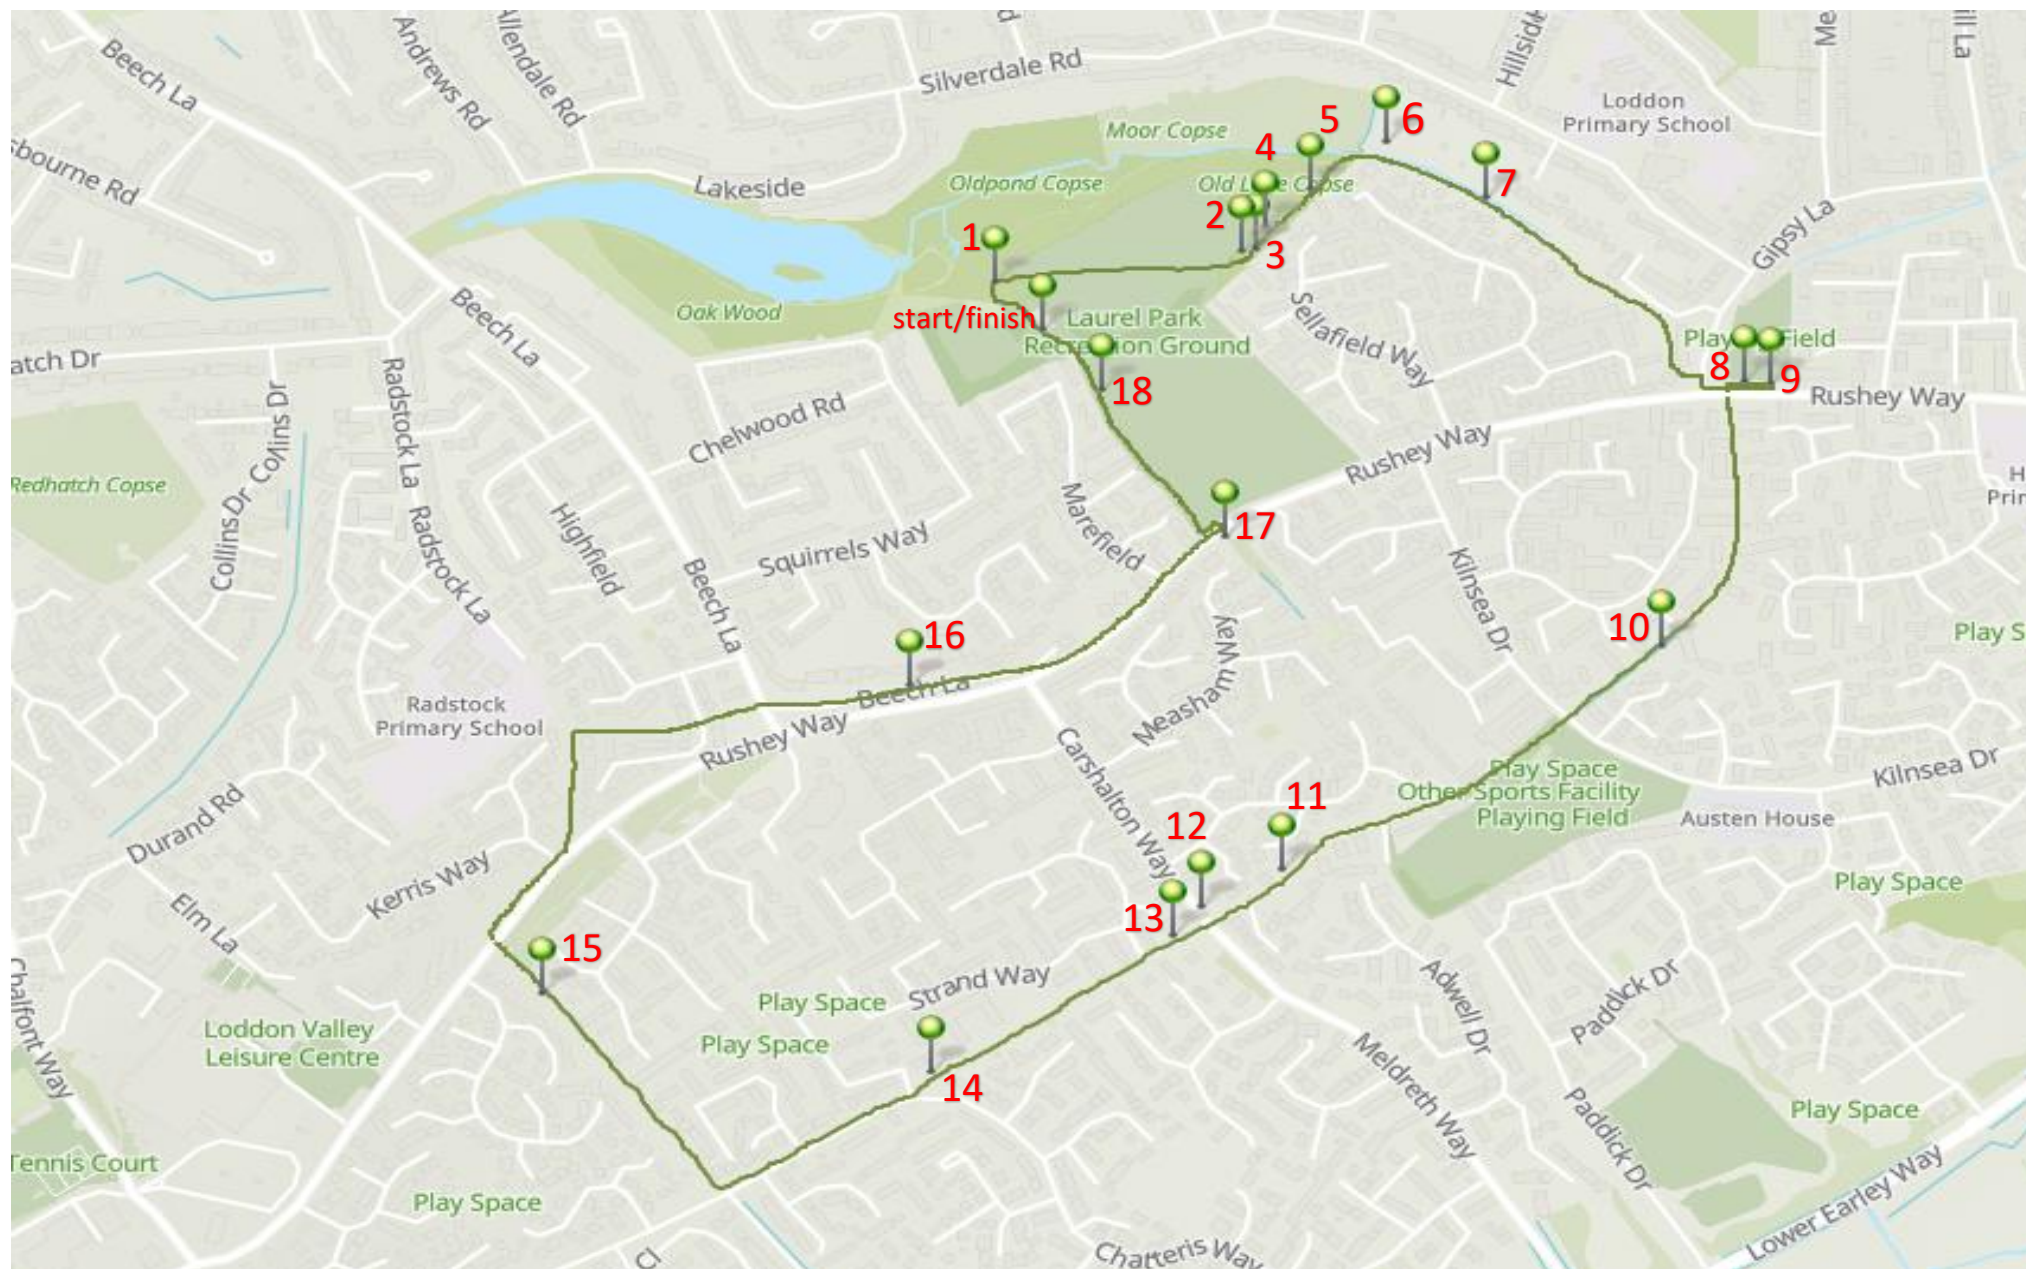 Beech La
Andrews Rd
Allendale Rd
Silverdale Rd
Hillside
Loddon
Primary School
Moor Copse
5
6
4
Oldpond Copse
Lakeside
7
2
3
1
Gipsy La
Oak Wood
start/finish
Laurel Park
Recreation Ground
Sellafield Way
Beech La
8
9
Rushey Way
18
Chelwood Rd
Radstock La
Collins Dr
Collins Dr
Redhatch Copse
Rushey Way
17
Marefield
Highfield
Squirrels Way
Radstock La
Beech La
Kilnsea Dr
10
16
Measham Way
Beech La
Radstock
Primary School
Rushey Way
Carshalton Way
Play Space
Other Sports Facility
Playing Field
Kilnsea Dr
Austen House
11
12
13
Durand Rd
Kerris Way
Elm La
Play Space
15
Strand Way
Play Space
Play Space
Adwell Dr
Paddick Dr
Loddon Valley
Leisure Centre
Chalfont Way
14
Meldreth Way
Paddick Dr
Play Space
Tennis Court
Play Space
Lower Earley Way
Chatteris Way